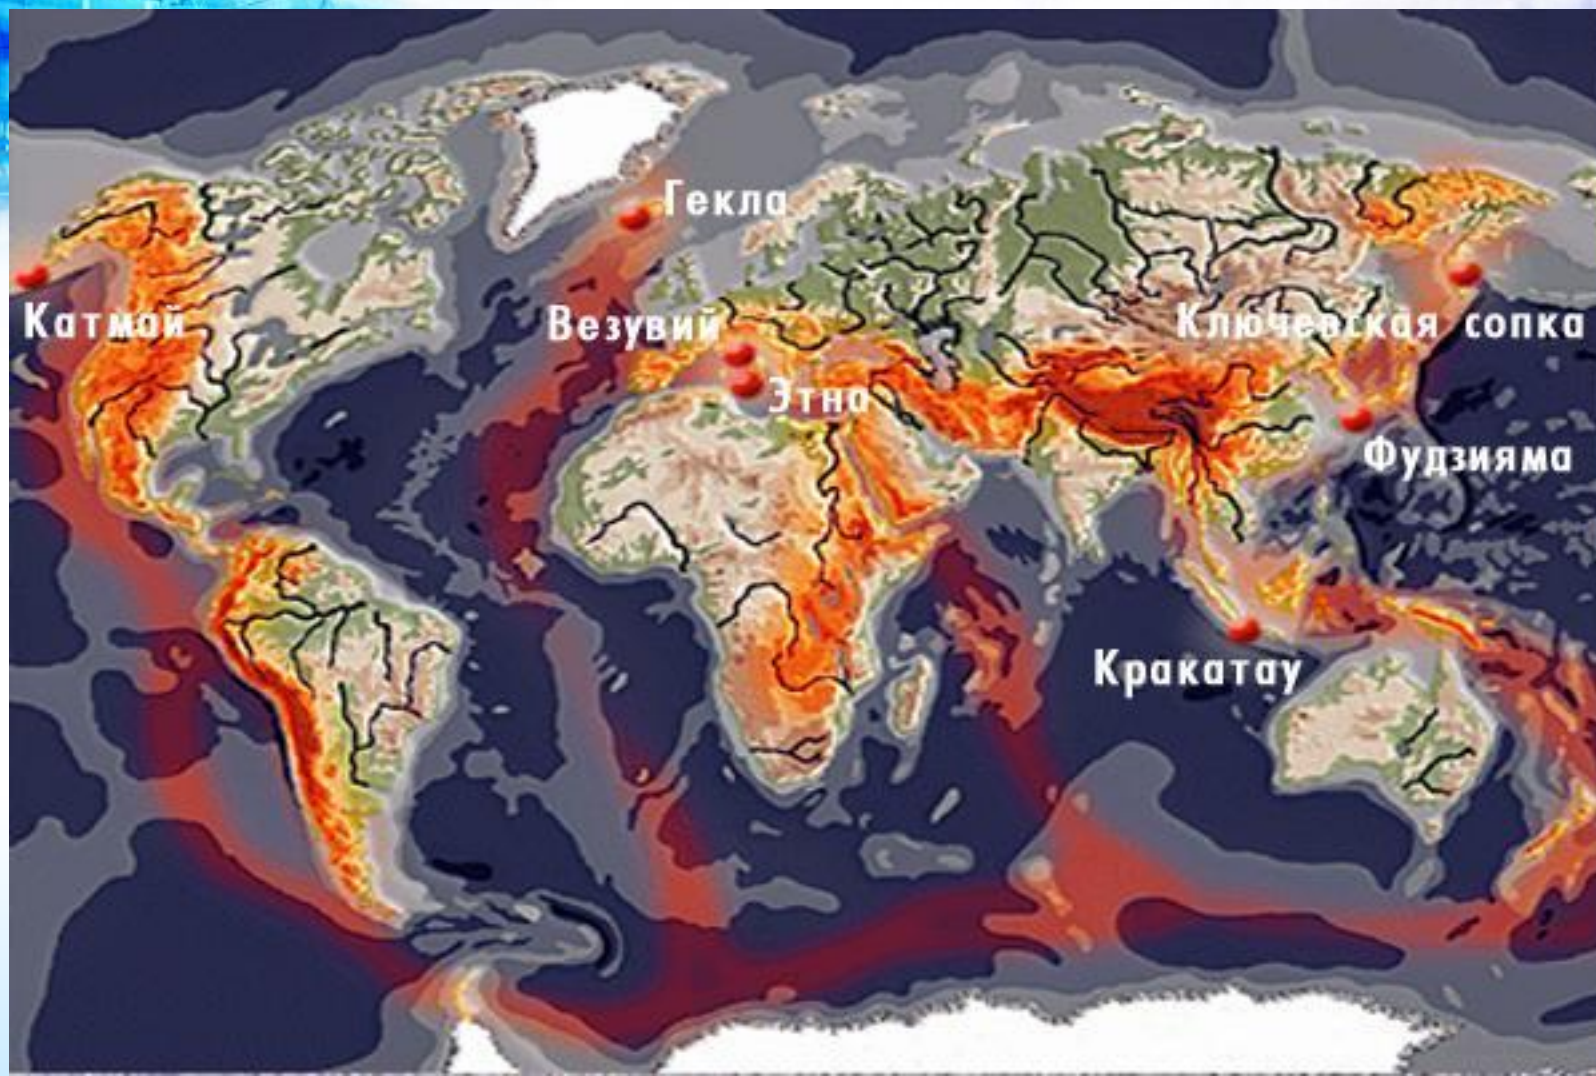 Гекла
Катмай
Везувий
Ключевская сопка
Этна
Фудзияма
Кракатау